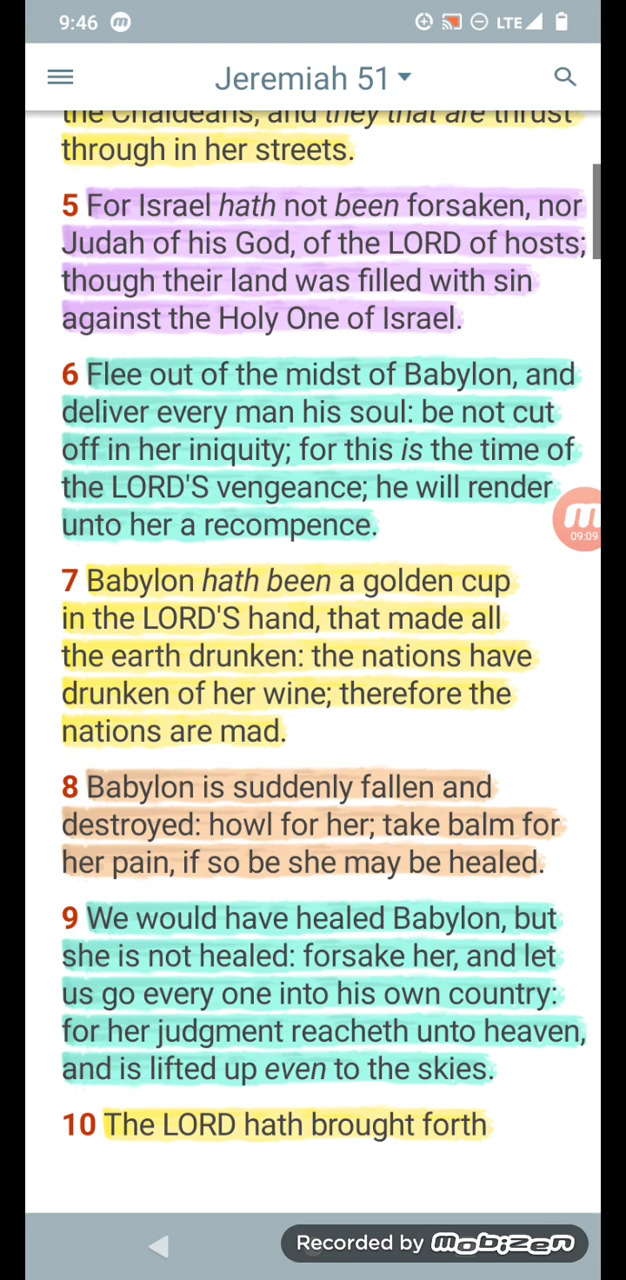 9:46 m LTE
Jeremiah 51
the Chaldeans, and they that are thrust
through in her streets.
5 For Israel hath not been forsaken, nor
Judah of his God, of the LORD of hosts;
though their land was filled with sin
against the Holy One of Israel.
6 Flee out of the midst of Babylon, and
deliver every man his soul: be not cut
off in her iniquity; for this is the time of
the LORD'S vengeance; he will render
unto her a recompence.
m
09:09
7 Babylon hath been a golden cup
in the LORD'S hand, that made all
the earth drunken: the nations have
drunken of her wine; therefore the
nations are mad.
8 Babylon is suddenly fallen and
destroyed: howl for her; take balm for
her pain, if so be she may be healed.
9 We would have healed Babylon, but
she is not healed: forsake her, and let
us go every one into his own country:
for her judgment reacheth unto heaven,
and is lifted up even to the skies.
10 The LORD hath brought forth
Recorded by mobizen